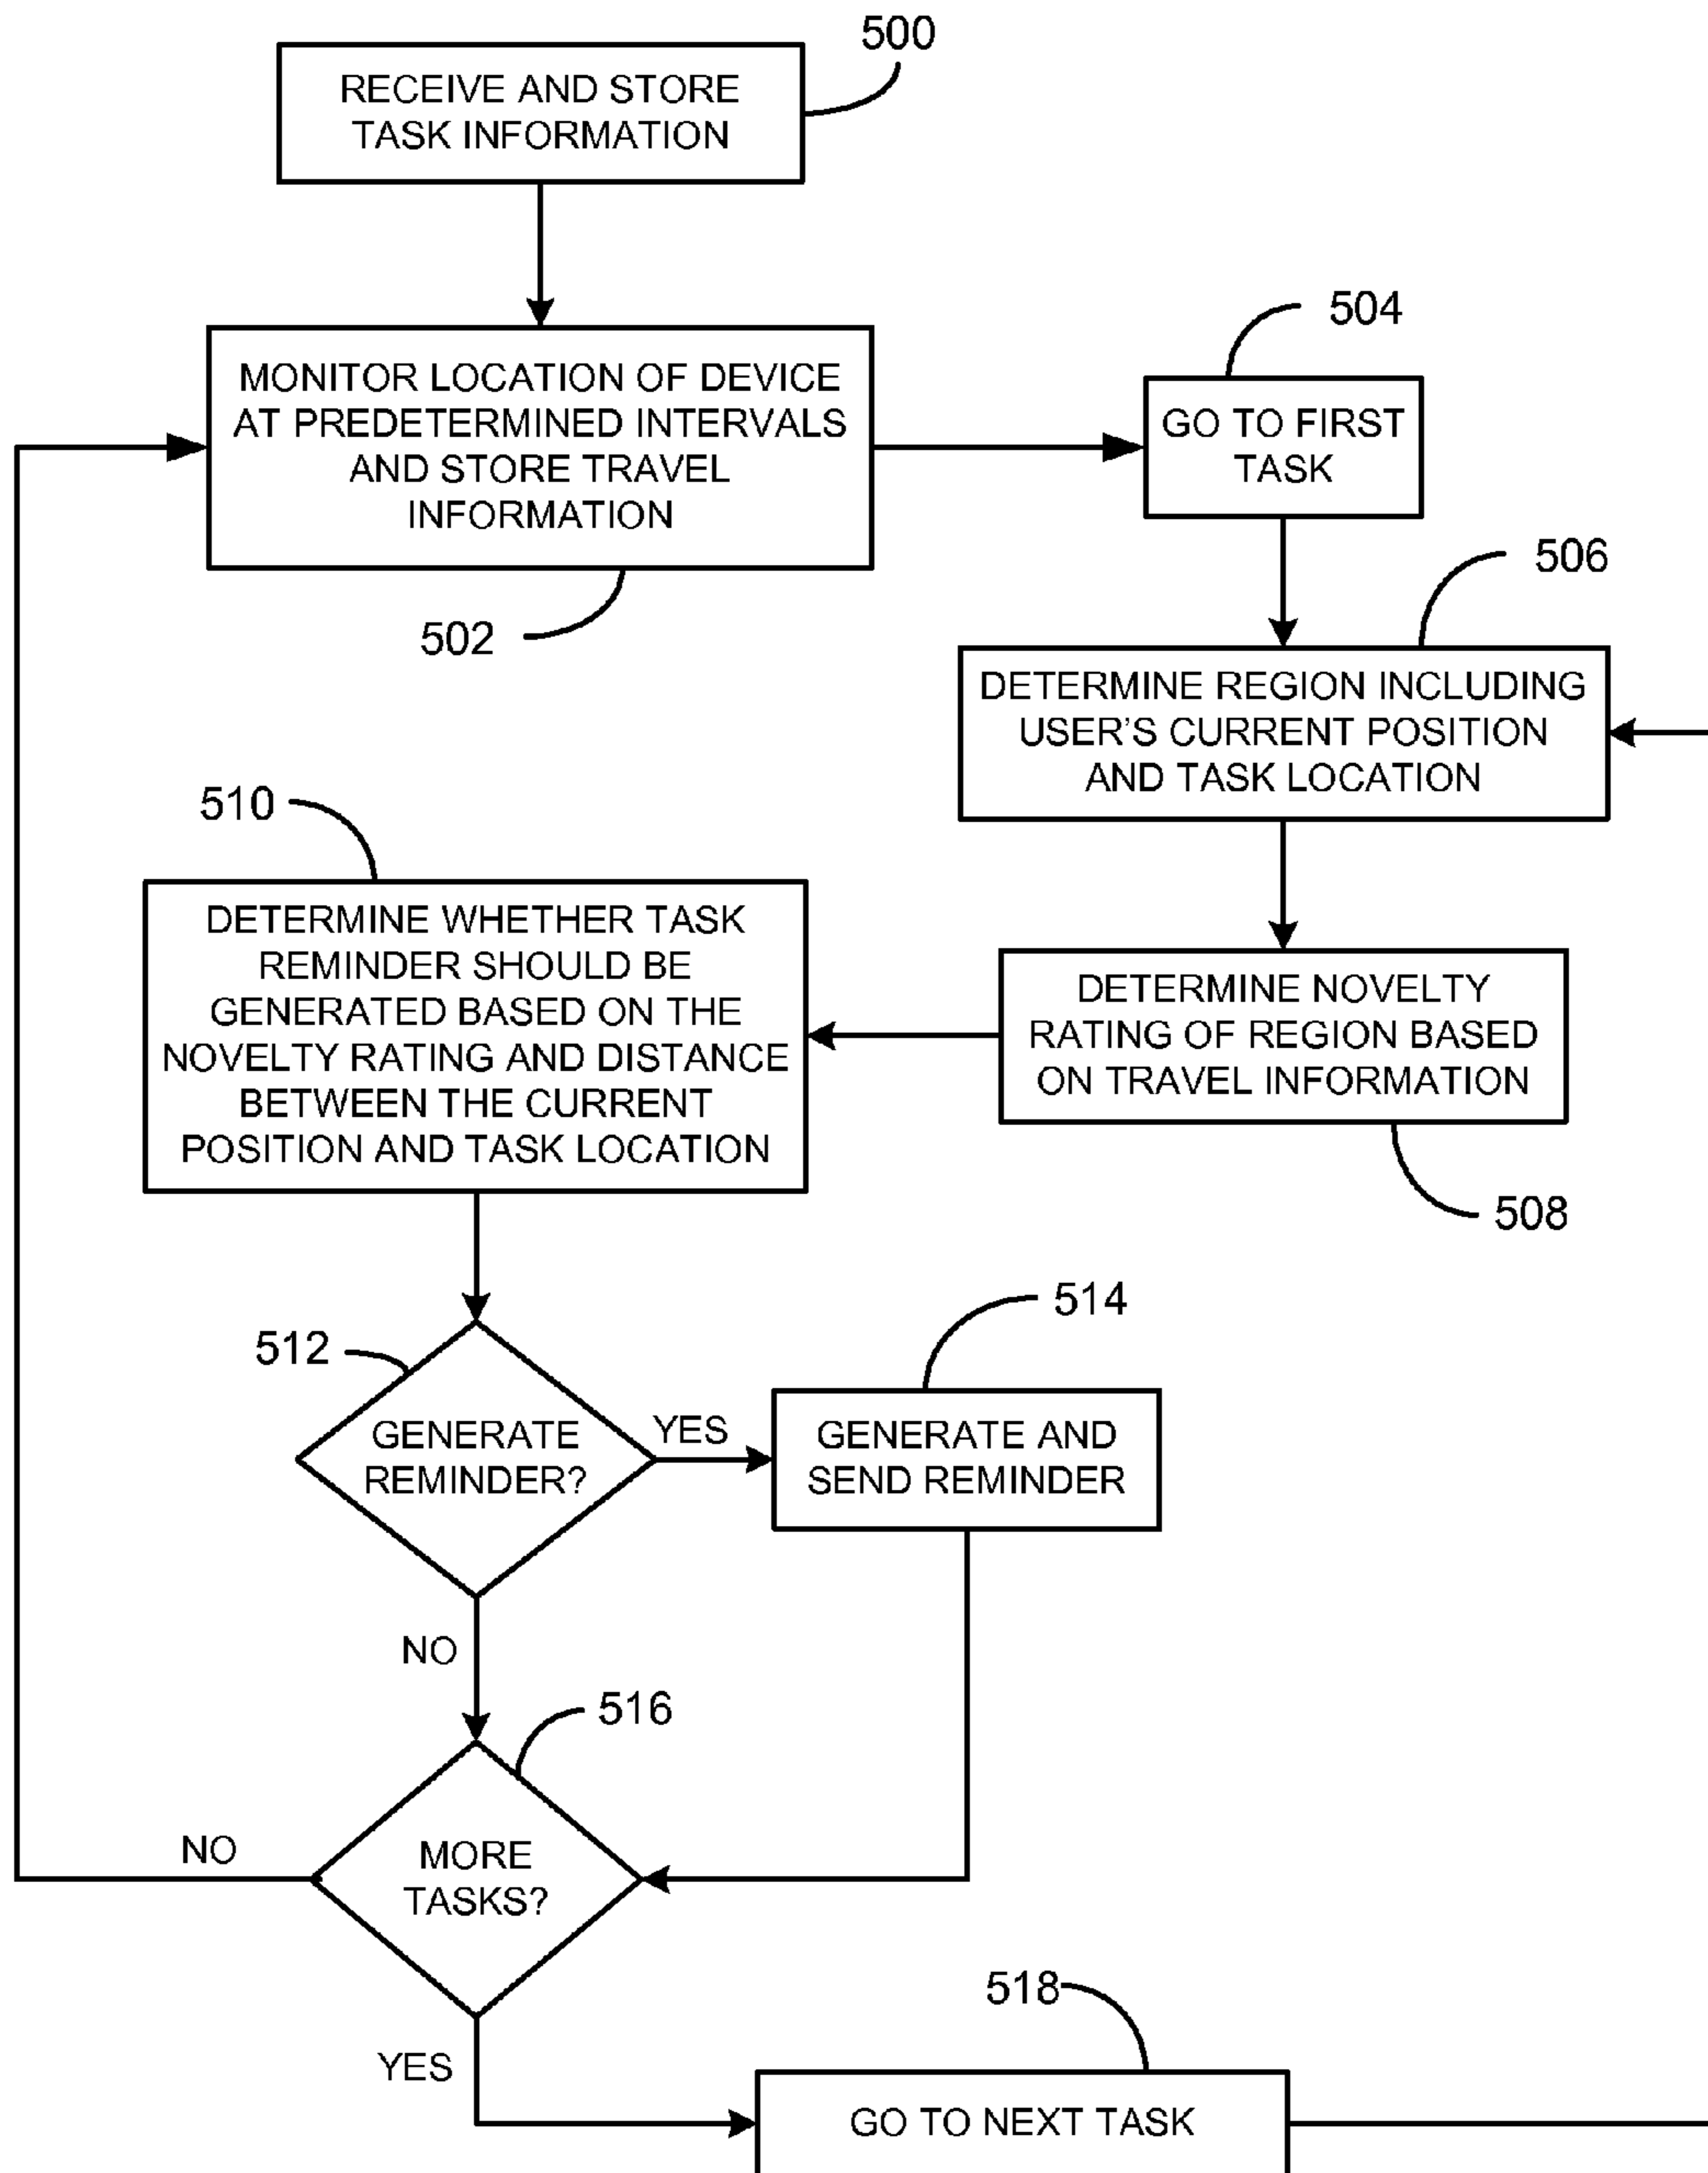 500
RECEIVE AND STORE
TASK INFORMATION
MONITOR LOCATION OF DEVICE
AT PREDETERMINED INTERVALS
AND STORE TRAVEL
INFORMATION
502
504
GO TO FIRST
TASK
506
DETERMINE REGION INCLUDING
USER'S CURRENT POSITION
AND TASK LOCATION
DETERMINE NOVELTY
RATING OF REGION BASED
ON TRAVEL INFORMATION
508
510
DETERMINE WHETHER TASK
REMINDER SHOULD BE
GENERATED BASED ON THE
NOVELTY RATING AND DISTANCE
BETWEEN THE CURRENT
POSITION AND TASK LOCATION
512
GENERATE
REMINDER?
YES
514
GENERATE AND
SEND REMINDER
NO
516
MORE
TASKS?
NO
YES
518
GO TO NEXT TASK